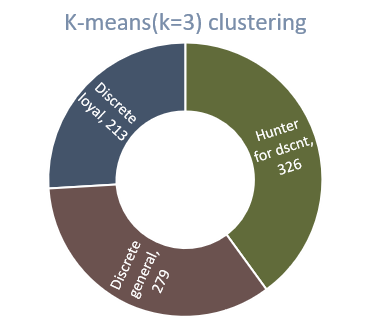 K-means(k=3) clustering
Discrete
loyal, 213
Hunter
for dscnt,
326
Discrete
general,
279